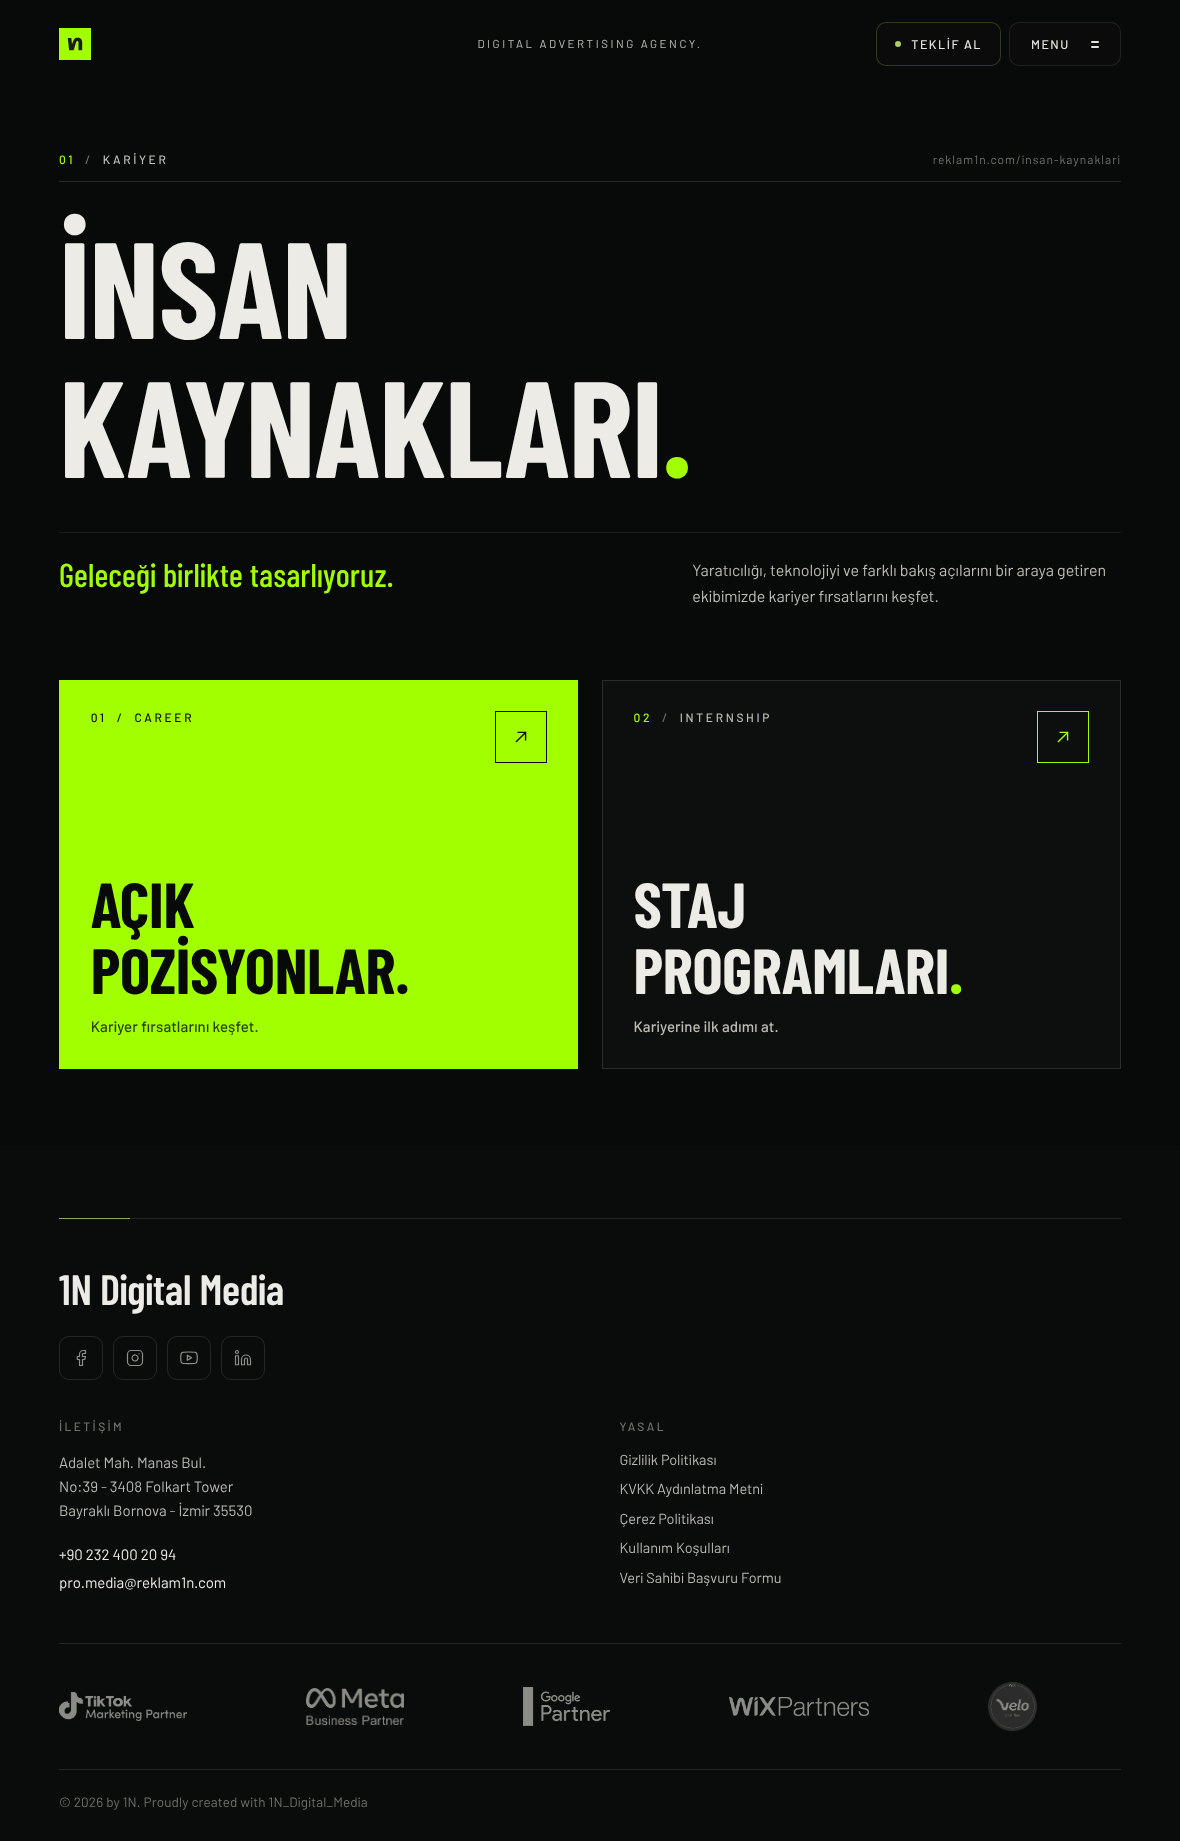 n
DIGITAL ADVERTISING AGENCY.
TEKLİF AL
MENU
01 / KARİYER
reklam1n.com/insan-kaynaklari
İNSAN
KAYNAKLARI.
Geleceği birlikte tasarlıyoruz.
Yaratıcılığı, teknolojiyi ve farklı bakış açılarını bir araya getiren
ekibimizde kariyer fırsatlarını keşfet.
01 / CAREER
AÇIK
POZİSYONLAR.
Kariyer fırsatlarını keşfet.
02 / INTERNSHIP
STAJ
PROGRAMLARI.
Kariyerine ilk adımı at.
1N Digital Media
İLETİŞİM
Adalet Mah. Manas Bul.
No:39 - 3408 Folkart Tower
Bayraklı Bornova - İzmir 35530
+90 232 400 20 94
pro.media@reklam1n.com
YASAL
Gizlilik Politikası
KVKK Aydınlatma Metni
Çerez Politikası
Kullanım Koşulları
Veri Sahibi Başvuru Formu
TikTok
Marketing Partner
Meta
Business Partner
Google
Partner
WiX Partners
velo
© 2026 by 1N. Proudly created with 1N_Digital_Media